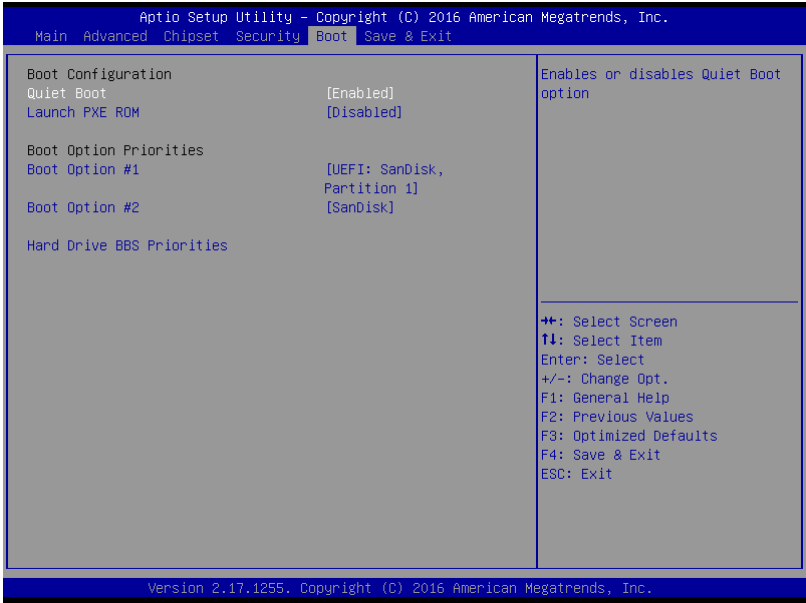 Aptio Setup Utility – Copyright (C) 2016 American Megatrends, Inc.
Main Advanced Chipset Security Boot Save & Exit
Boot Configuration
Quiet Boot [Enabled]
Launch PXE ROM [Disabled]
Boot Option Priorities
Boot Option #1 [UEFI: SanDisk,
Partition 1]
Boot Option #2 [SanDisk]
Hard Drive BBS Priorities
Enables or disables Quiet Boot
option
→←: Select Screen
↑↓: Select Item
Enter: Select
+/-: Change Opt.
F1: General Help
F2: Previous Values
F3: Optimized Defaults
F4: Save & Exit
ESC: Exit
Version 2.17.1255. Copyright (C) 2016 American Megatrends, Inc.